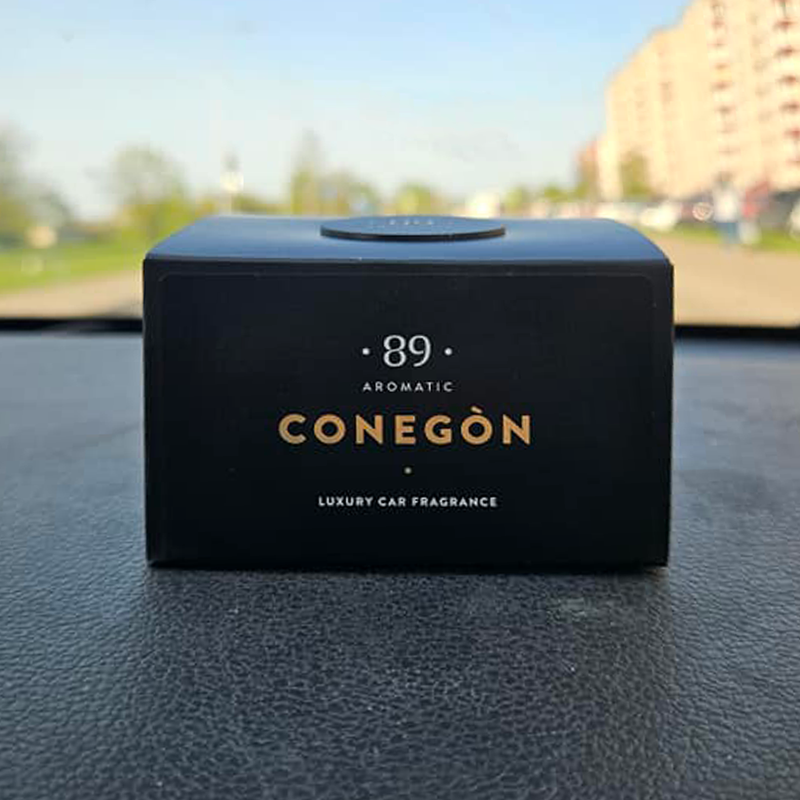 · 89 ·
AROMATIC
CONEGÒN
·
LUXURY CAR FRAGRANCE